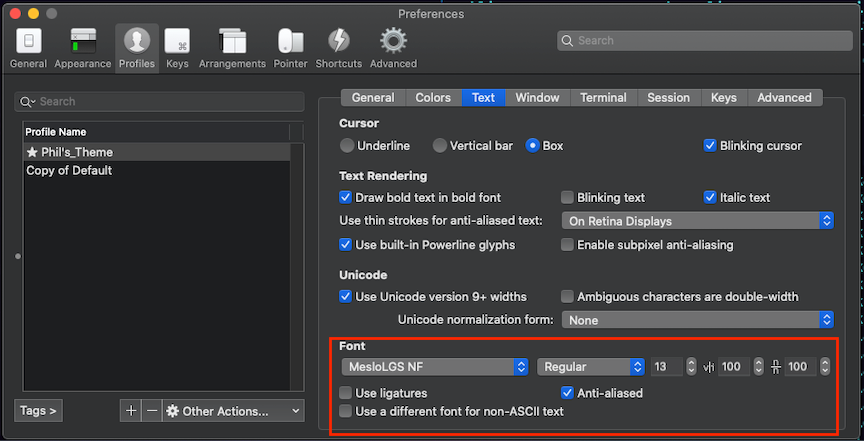 Preferences
General Appearance Profiles Keys Arrangements Pointer Shortcuts Advanced
Search
Search
Profile Name
★ Phil's_Theme
Copy of Default
Tags >
+ − Other Actions...
General Colors Text Window Terminal Session Keys Advanced
Cursor
Underline Vertical bar Box Blinking cursor
Text Rendering
Draw bold text in bold font Blinking text Italic text
Use thin strokes for anti-aliased text: On Retina Displays
Use built-in Powerline glyphs Enable subpixel anti-aliasing
Unicode
Use Unicode version 9+ widths Ambiguous characters are double-width
Unicode normalization form: None
Font
MesloLGS NF Regular 13 100 100
Use ligatures Anti-aliased
Use a different font for non-ASCII text